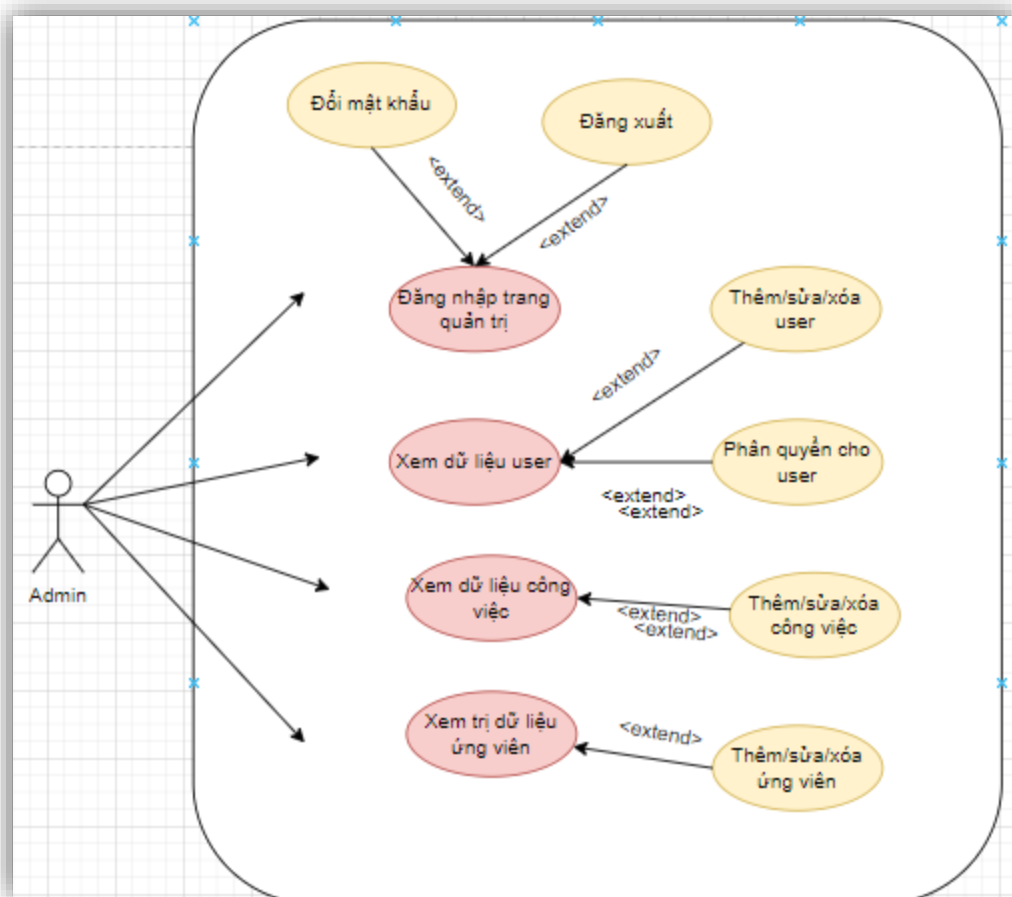 Đổi mật khẩu
Đăng xuất
<extend>
<extend>
Đăng nhập trang
quản trị
Thêm/sửa/xóa
user
<extend>
Xem dữ liệu user
Phân quyền cho
user
<extend>
<extend>
Admin
Xem dữ liệu công
việc
<extend>
<extend>
Thêm/sửa/xóa
công việc
Xem trị dữ liệu
ứng viên
<extend>
Thêm/sửa/xóa
ứng viên